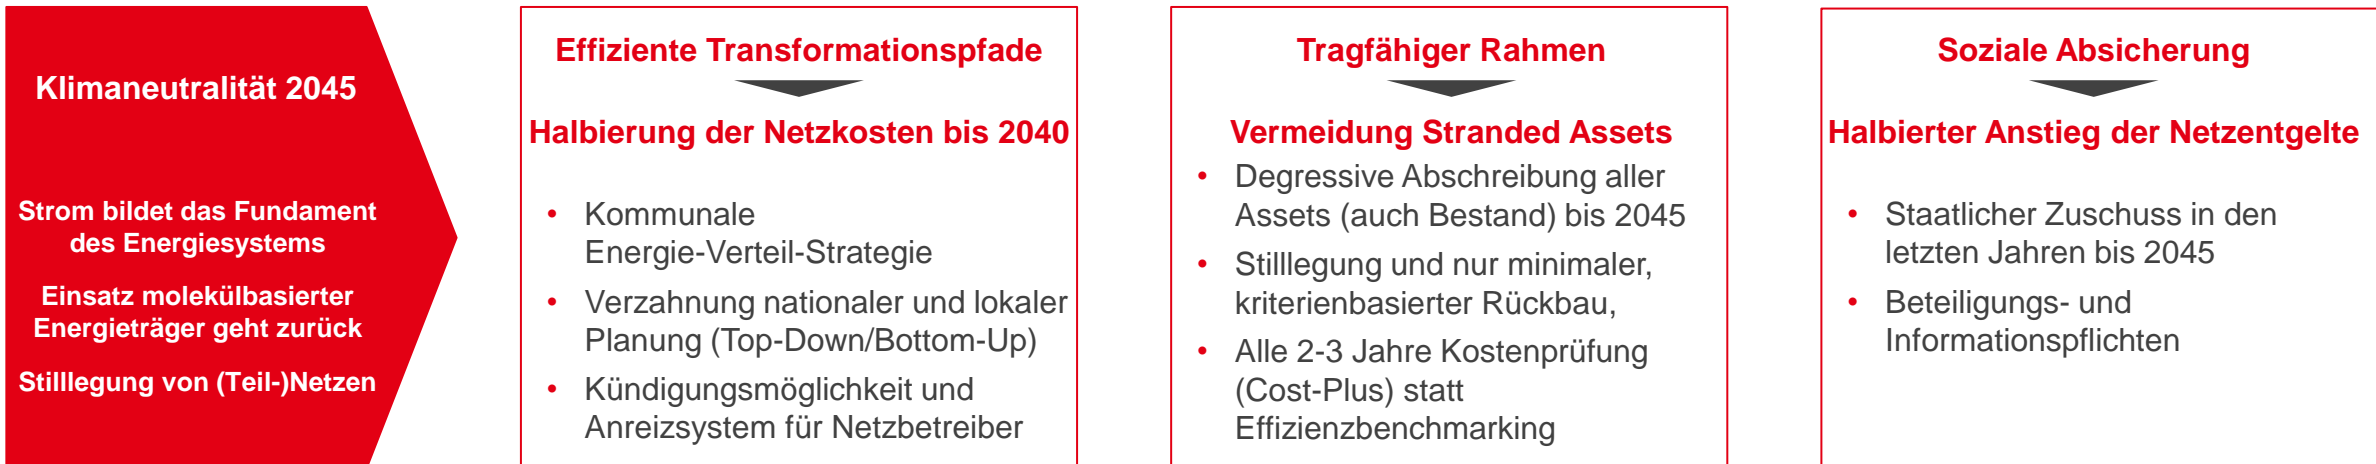 Klimaneutralität 2045
Strom bildet das Fundament
des Energiesystems
Einsatz molekülbasierter
Energieträger geht zurück
Stilllegung von (Teil-)Netzen
Effiziente Transformationspfade
Halbierung der Netzkosten bis 2040
• Kommunale
Energie-Verteil-Strategie
• Verzahnung nationaler und lokaler
Planung (Top-Down/Bottom-Up)
• Kündigungsmöglichkeit und
Anreizsystem für Netzbetreiber
Tragfähiger Rahmen
Vermeidung Stranded Assets
• Degressive Abschreibung aller
Assets (auch Bestand) bis 2045
• Stilllegung und nur minimaler,
kriterienbasierter Rückbau,
• Alle 2-3 Jahre Kostenprüfung
(Cost-Plus) statt
Effizienzbenchmarking
Soziale Absicherung
Halbierter Anstieg der Netzentgelte
• Staatlicher Zuschuss in den
letzten Jahren bis 2045
• Beteiligungs- und
Informationspflichten